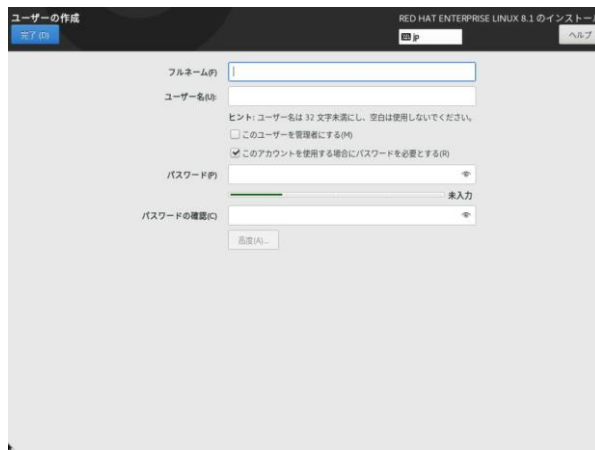 ユーザーの作成
RED HAT ENTERPRISE LINUX 8.1 のインストール
完了(D)
jp
ヘルプ
フルネーム(F)
ユーザー名(U):
ヒント: ユーザー名は 32 文字未満にし、空白は使用しないでください。
このユーザーを管理者にする(M)
このアカウントを使用する場合にパスワードを必要とする(R)
パスワード(P)
未入力
パスワードの確認(C)
高度(A)...